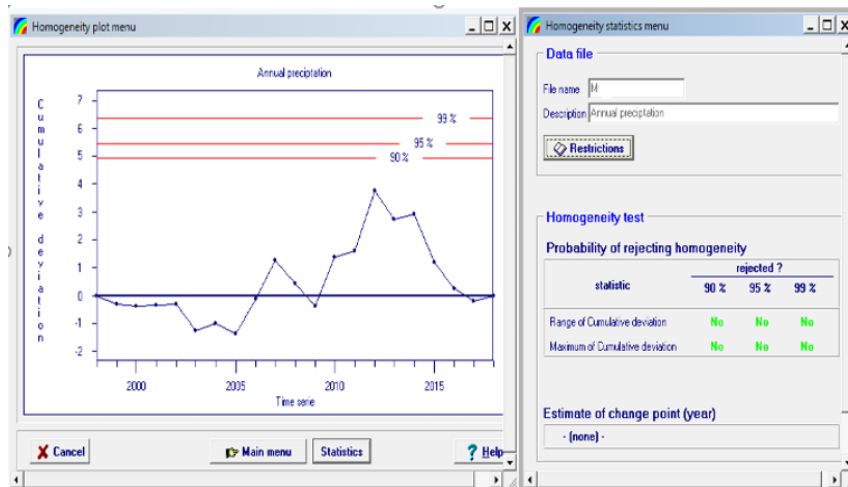 Homogeneity plot menu
Annual preciptation
Cumulative deviation
7
6
5
4
3
2
1
0
-1
-2
99 %
95 %
90 %
2000
2005
2010
2015
Time serie
Cancel
Main menu
Statistics
Help
Homogeneity statistics menu
Data file
File name M:
Description Annual preciptation
Restrictions
Homogeneity test
Probability of rejecting homogeneity
rejected ?
statistic 90 % 95 % 99 %
Range of Cumulative deviation No No No
Maximum of Cumulative deviation No No No
Estimate of change point (year)
- (none) -